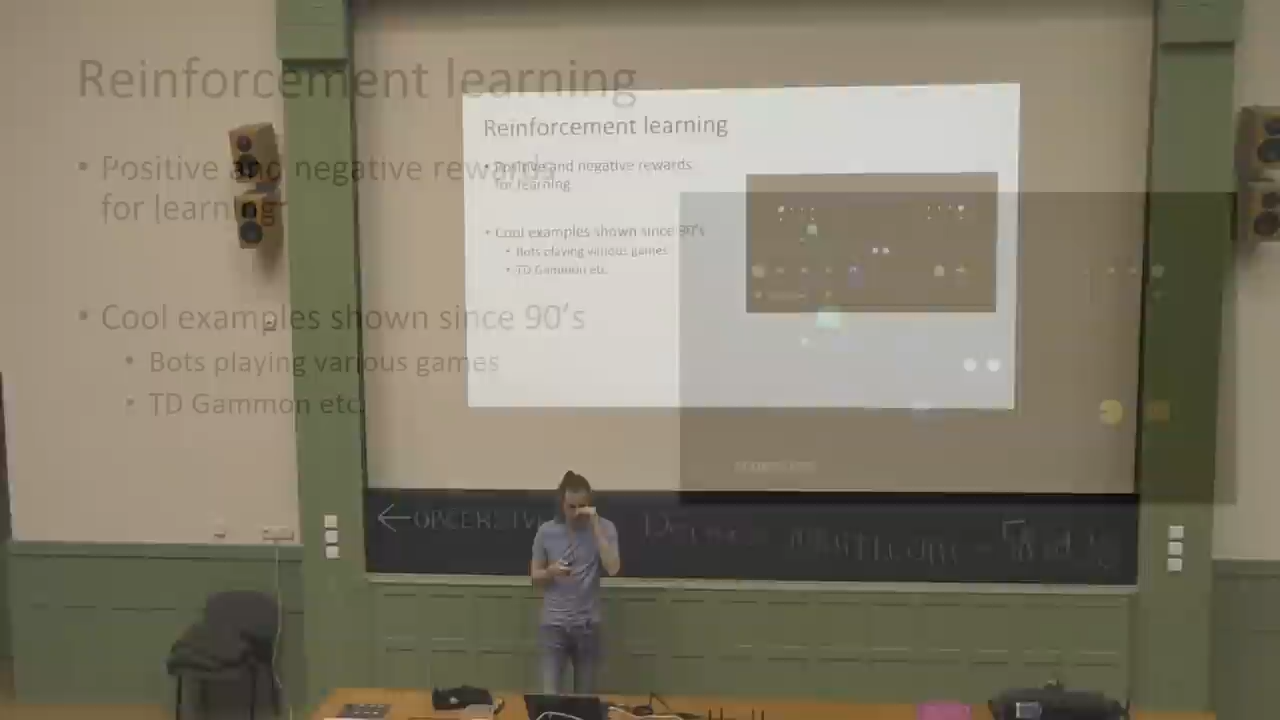 Reinforcement learning
• Positive and negative rewards
for learning
• Cool examples shown since 90's
• Bots playing various games
• TD Gammon etc.
Reinforcement learning
• Positive and negative rewards
for learning
• Cool examples shown since 90's
• Bots playing various games
• TD Gammon etc.